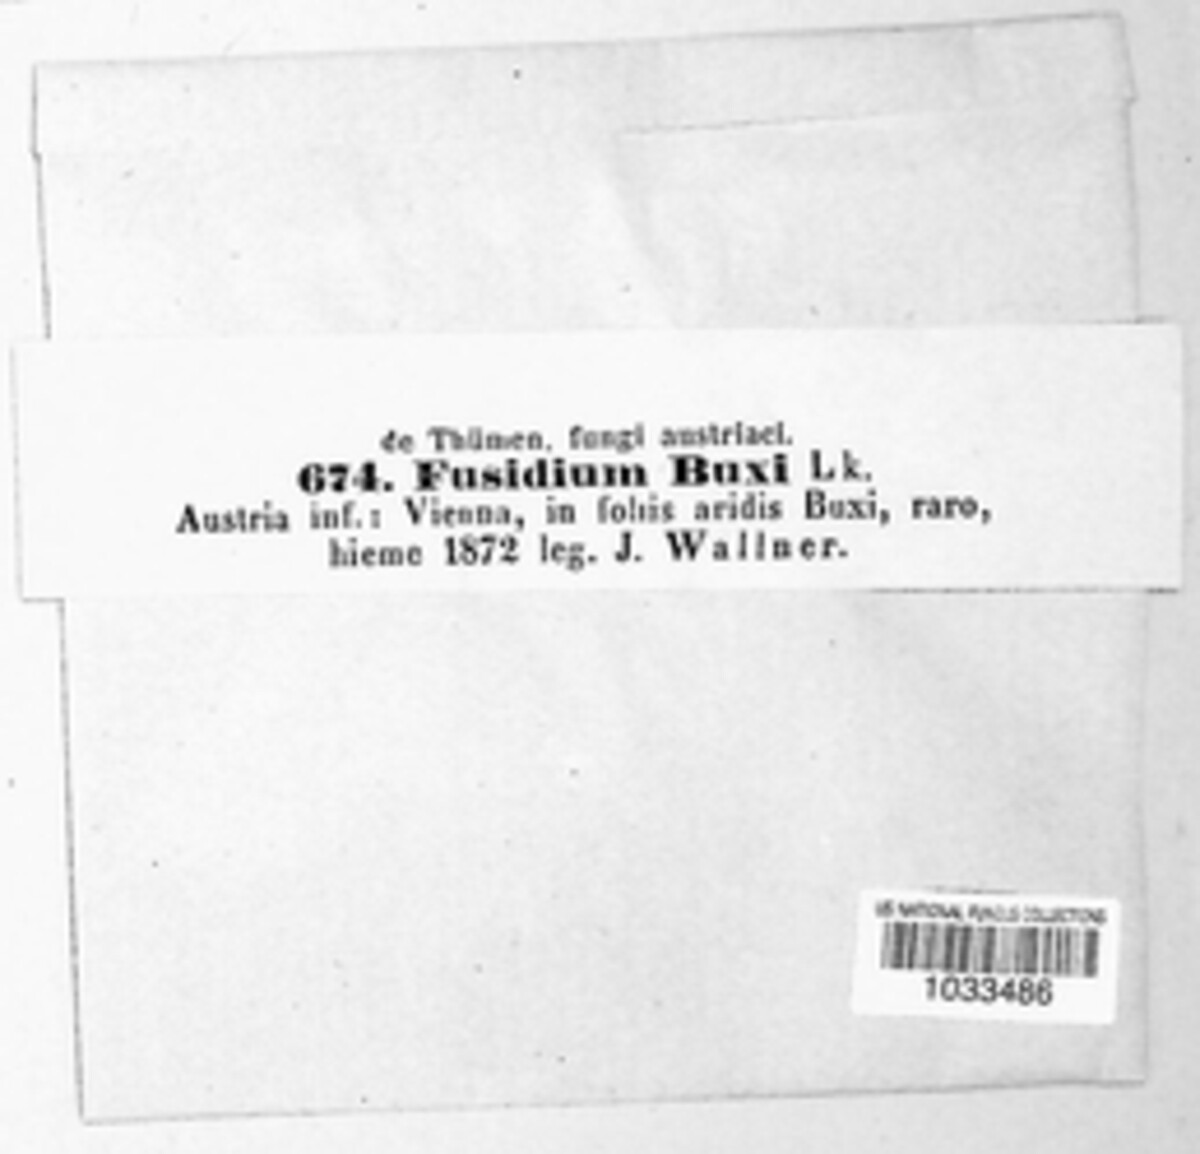 de Thümen, fungi austriaci.
674. Fusidium Buxi Lk.
Austria inf.: Vienna, in foliis aridis Buxi, raro,
hieme 1872 leg. J. Wallner.
US NATIONAL FUNGUS COLLECTIONS
1033486